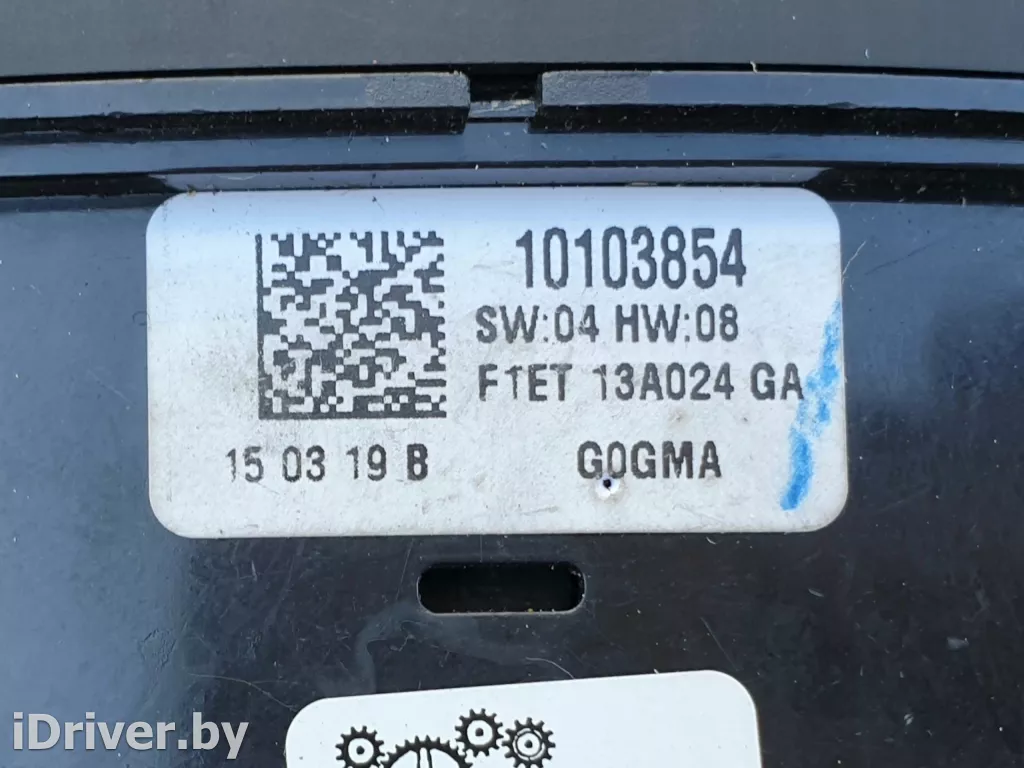 10103854
SW:04 HW:08
F1ET 13A024 GA
15 03 19 B
G0GMA
iDriver.by